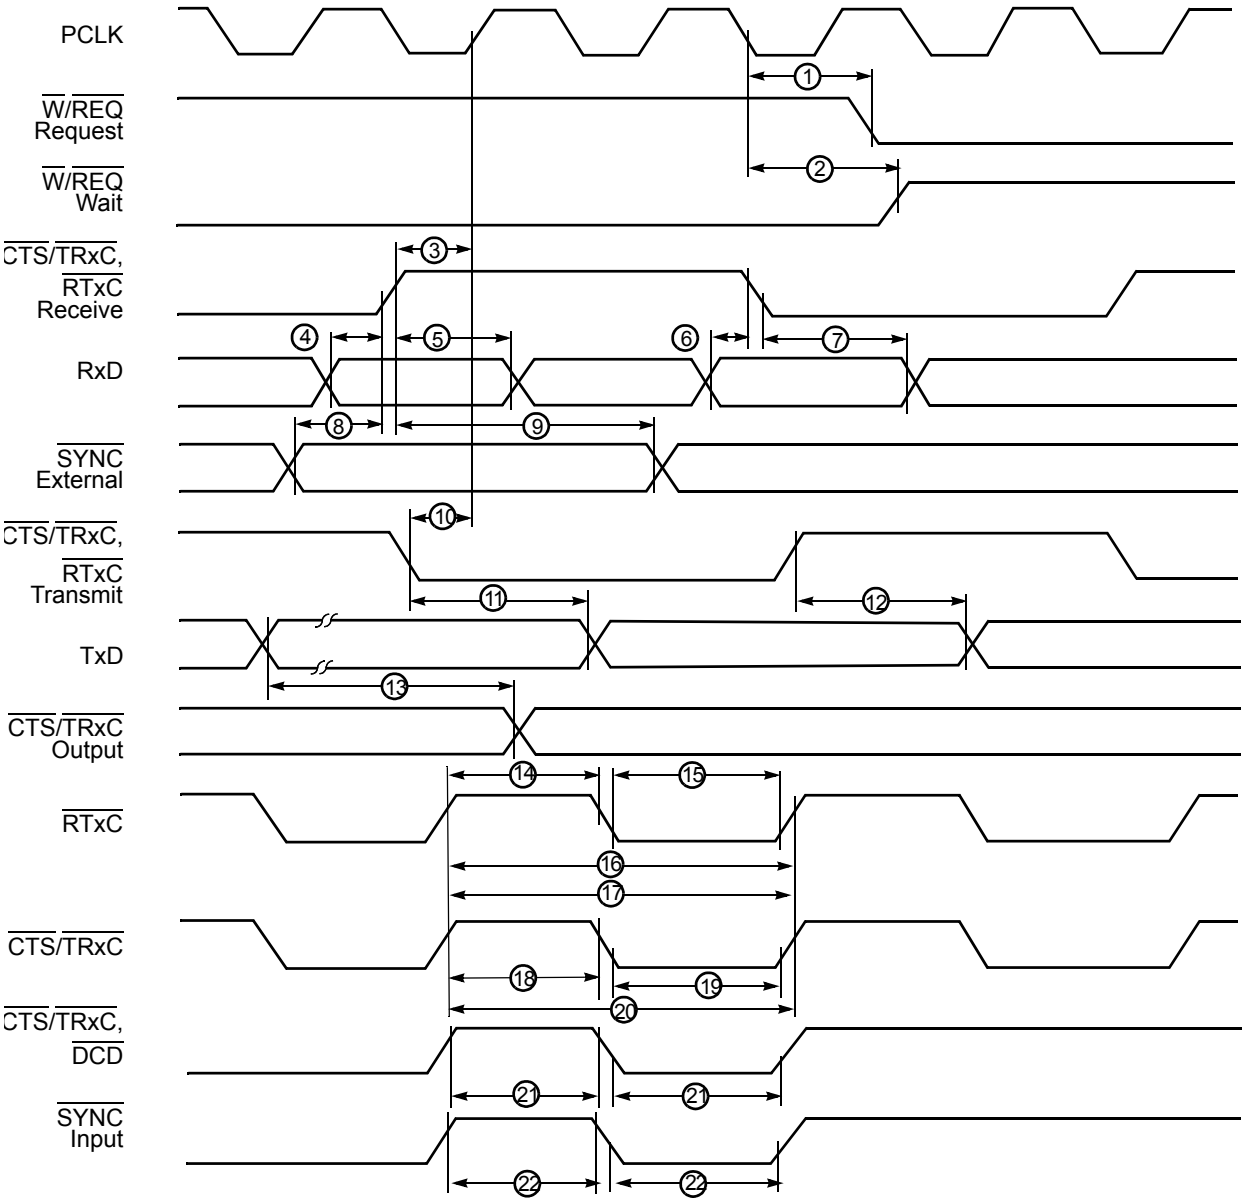 PCLK
1
W/REQ
Request
2
W/REQ
Wait
3
CTS/TRxC,
RTxC
Receive
4
5
6
7
RxD
8
9
SYNC
External
10
CTS/TRxC,
RTxC
Transmit
11
12
TxD
13
CTS/TRxC
Output
14
15
RTxC
16
17
CTS/TRxC
18
19
20
CTS/TRxC,
DCD
21
21
SYNC
Input
22
22